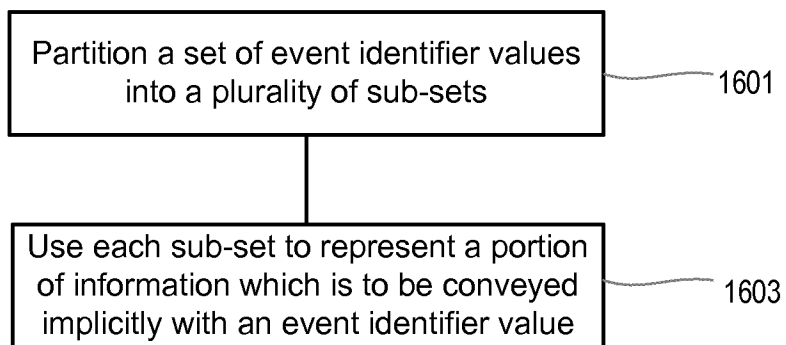 Partition a set of event identifier values
into a plurality of sub-sets
1601
Use each sub-set to represent a portion
of information which is to be conveyed
implicitly with an event identifier value
1603